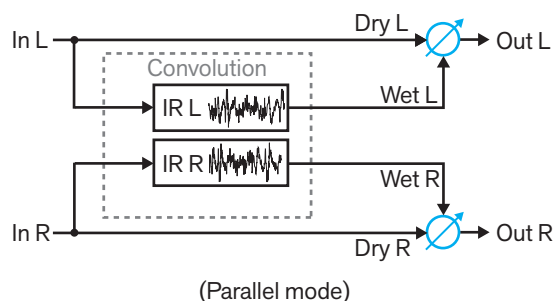 Dry L
In L
Out L
Convolution
IR L
Wet L
IR R
Wet R
In R
Out R
Dry R
(Parallel mode)